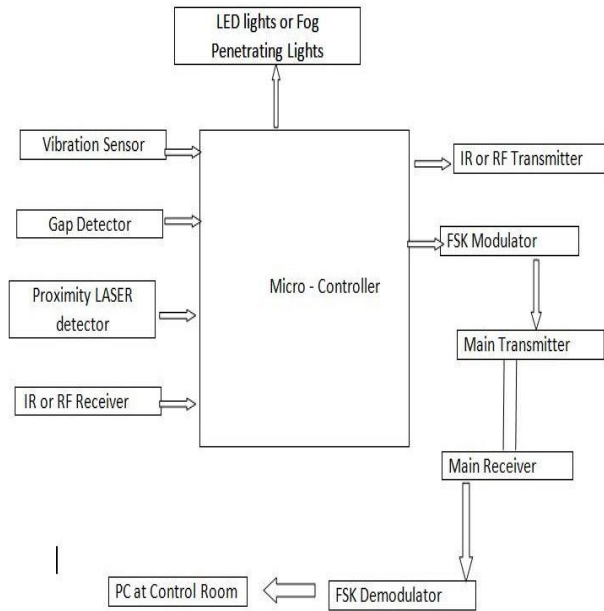 LED lights or Fog
Penetrating Lights
Vibration Sensor
IR or RF Transmitter
Gap Detector
FSK Modulator
Micro - Controller
Proximity LASER
detector
Main Transmitter
IR or RF Receiver
Main Receiver
PC at Control Room
FSK Demodulator